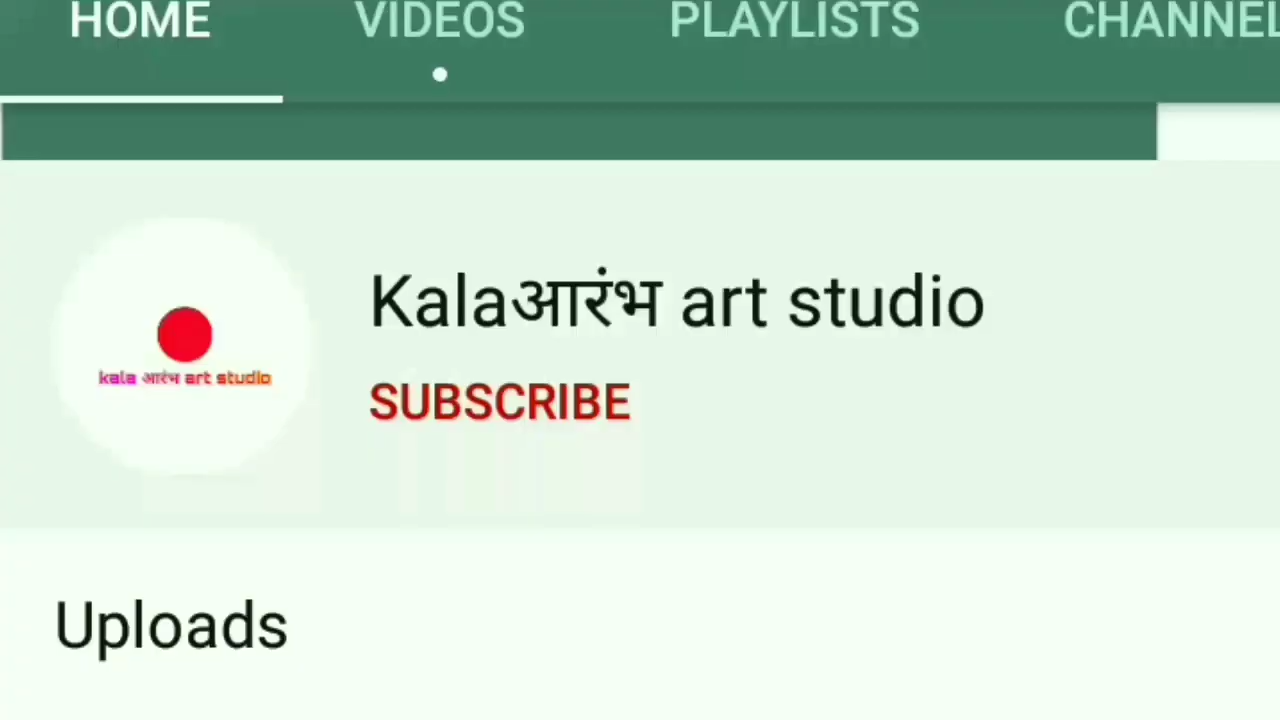 HOME VIDEOS PLAYLISTS CHANNEL
Kalaआरंभ art studio
kala आरंभ art studio
SUBSCRIBE
Uploads